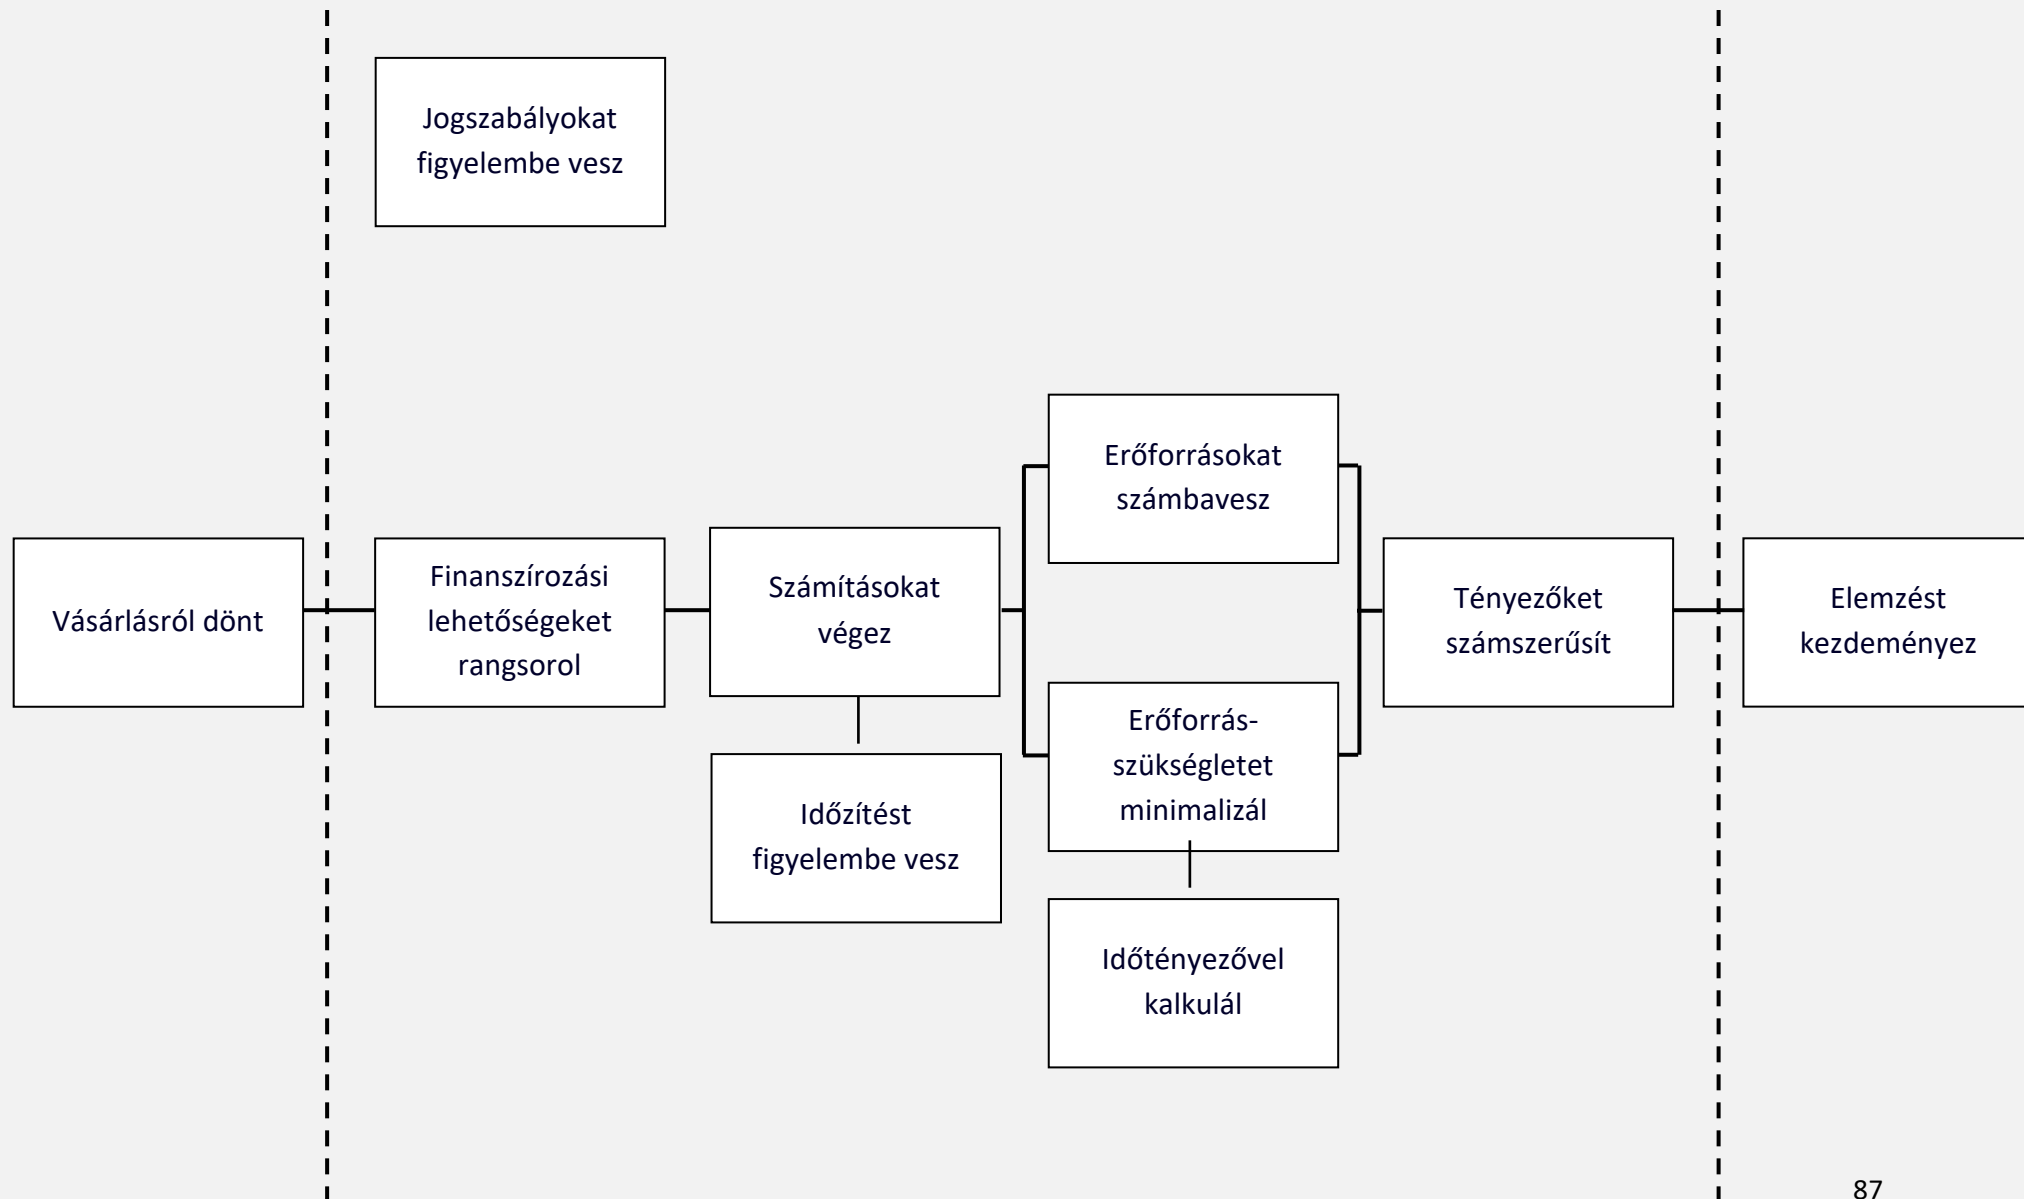 Jogszabályokat
figyelembe vesz
Vásárlásról dönt
Finanszírozási
lehetőségeket
rangsorol
Számításokat
végez
Időzítést
figyelembe vesz
Erőforrásokat
számbavesz
Erőforrás-
szükségletet
minimalizál
Időtényezővel
kalkulál
Tényezőket
számszerűsít
Elemzést
kezdeményez
87